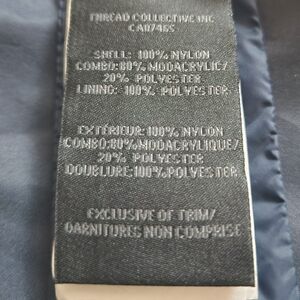 THREAD COLLECTIVE INC
CA07465
SHELL: 100% NYLON
COMBO:80% MODACRYLIC/
20% POLYESTER
LINING: 100% POLYESTER
EXTÉRIEUR:100% NYLON
COMBO:80%MODACRYLIQUE/
20% POLYESTER
DOUBLURE:100%POLYESTER
EXCLUSIVE OF TRIM/
GARNITURES NON COMPRISE